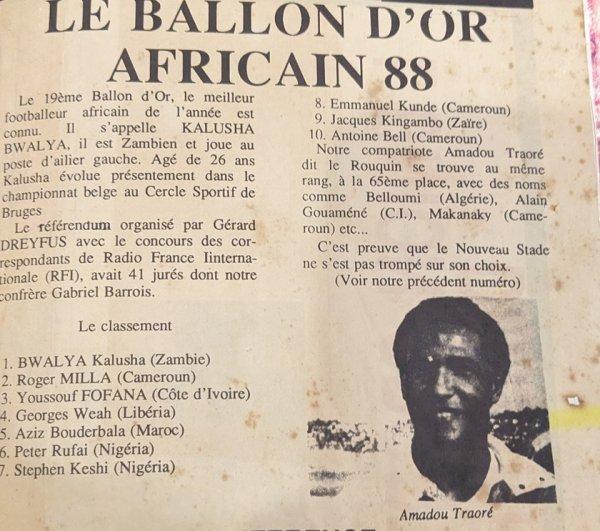 LE BALLON D'OR
AFRICAIN 88
Le 19ème Ballon d'Or, le meilleur
footballeur africain de l'année est
connu. Il s'appelle KALUSHA
BWALYA, il est Zambien et joue au
poste d'ailier gauche. Agé de 26 ans
Kalusha évolue présentement dans le
championnat belge au Cercle Sportif de
Bruges
Le référendum organisé par Gérard
DREYFUS avec le concours des cor-
respondants de Radio France Iinterna-
tionale (RFI), avait 41 jurés dont notre
confrère Gabriel Barrois.
Le classement
1. BWALYA Kalusha (Zambie)
2. Roger MILLA (Cameroun)
3. Youssouf FOFANA (Côte d'Ivoire)
4. Georges Weah (Libéria)
5. Aziz Bouderbala (Maroc)
6. Peter Rufai (Nigéria)
7. Stephen Keshi (Nigéria)
8. Emmanuel Kunde (Cameroun)
9. Jacques Kingambo (Zaïre)
10. Antoine Bell (Cameroun)
Notre compatriote Amadou Traoré
dit le Rouquin se trouve au même
rang, à la 65ème place, avec des noms
comme Belloumi (Algérie), Alain
Gouaméné (C.I.), Makanaky (Came-
roun) etc...
C'est preuve que le Nouveau Stade
ne s'est pas trompé sur son choix.
(Voir notre précédent numéro)
Amadou Traoré